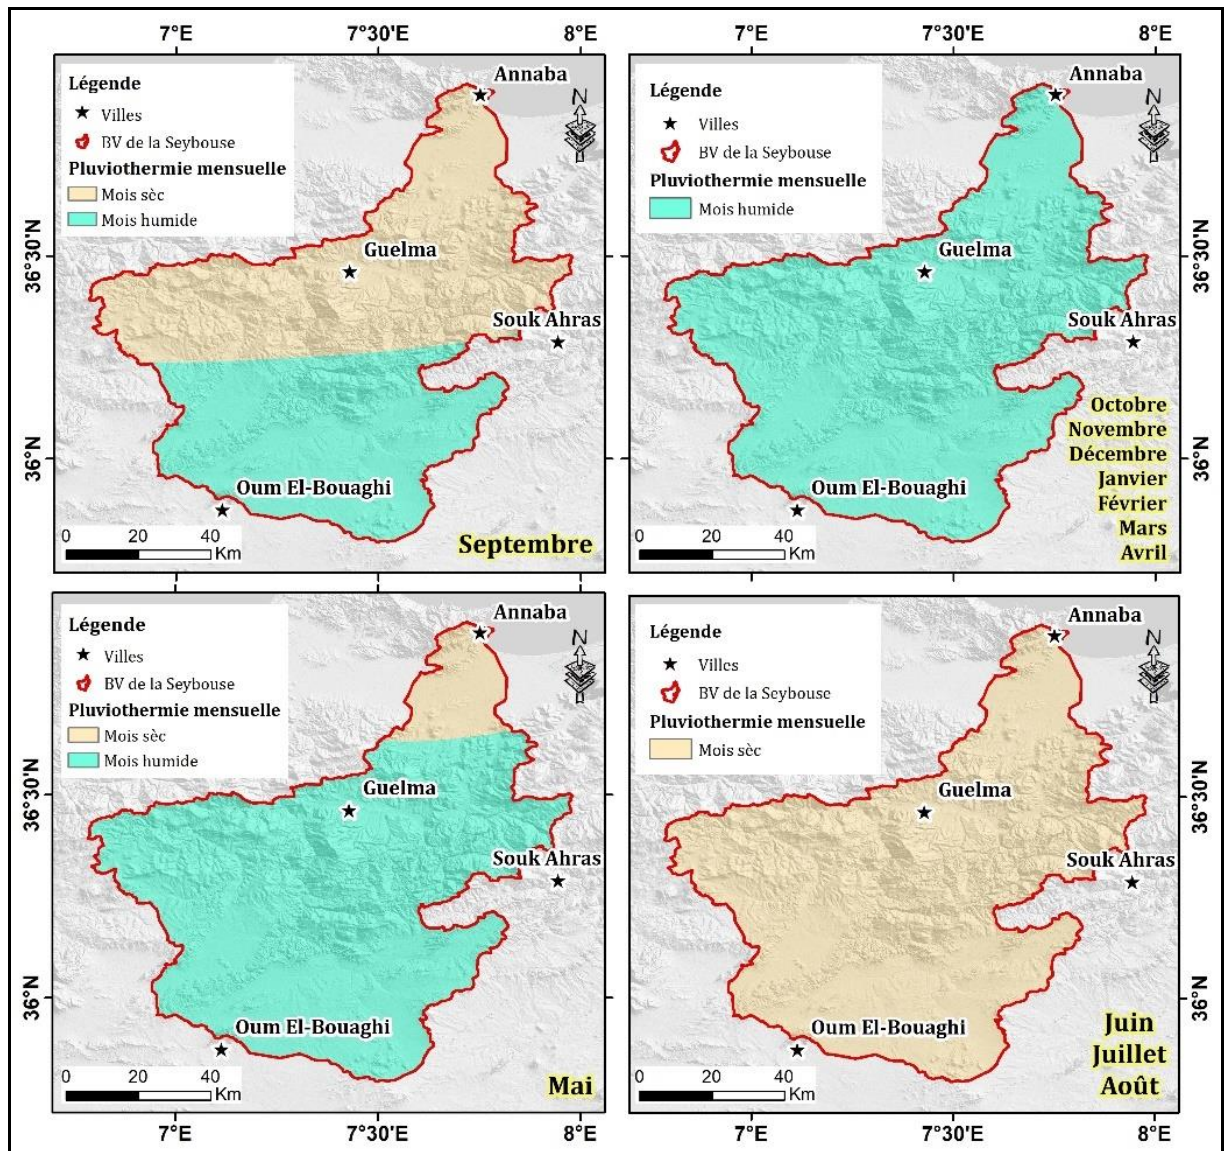 7°E 7°30'E 8°E 7°E 7°30'E 8°E
Légende
Villes
BV de la Seybouse
Pluviothermie mensuelle
Mois sèc
Mois humide
Annaba
N
36°30'N
Guelma
Souk Ahras
36°N
Oum El-Bouaghi
0 20 40
Km
Septembre
Légende
Villes
BV de la Seybouse
Pluviothermie mensuelle
Mois humide
Annaba
N
36°30'N
Guelma
Souk Ahras
Octobre
Novembre
Décembre
Janvier
Février
Mars
Avril
36°N
Oum El-Bouaghi
0 20 40
Km
Légende
Villes
BV de la Seybouse
Pluviothermie mensuelle
Mois sèc
Mois humide
Annaba
N
36°30'N
Guelma
Souk Ahras
36°N
Oum El-Bouaghi
0 20 40
Km
Mai
Légende
Villes
BV de la Seybouse
Pluviothermie mensuelle
Mois sèc
Annaba
N
36°30'N
Guelma
Souk Ahras
36°N
Oum El-Bouaghi
0 20 40
Km
Juin
Juillet
Août
7°E 7°30'E 8°E 7°E 7°30'E 8°E